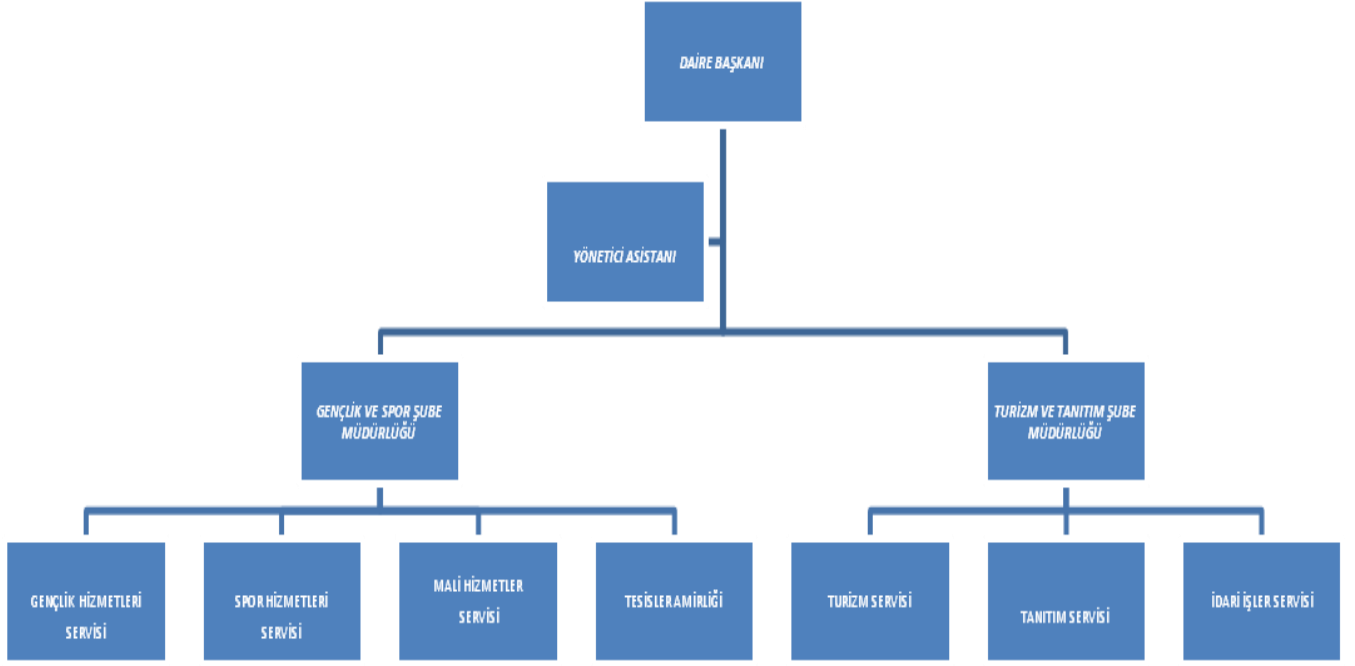 DAİRE BAŞKANI
YÖNETİCİ ASİSTANI
GENÇLİK VE SPOR ŞUBE
MÜDÜRLÜĞÜ
TURİZM VE TANITIM ŞUBE
MÜDÜRLÜĞÜ
GENÇLİK HİZMETLERİ
SERVİSİ
SPOR HİZMETLERİ
SERVİSİ
MALİ HİZMETLER
SERVİSİ
TESİSLER AMİRLİĞİ
TURİZM SERVİSİ
TANITIM SERVİSİ
İDARİ İŞLER SERVİSİ